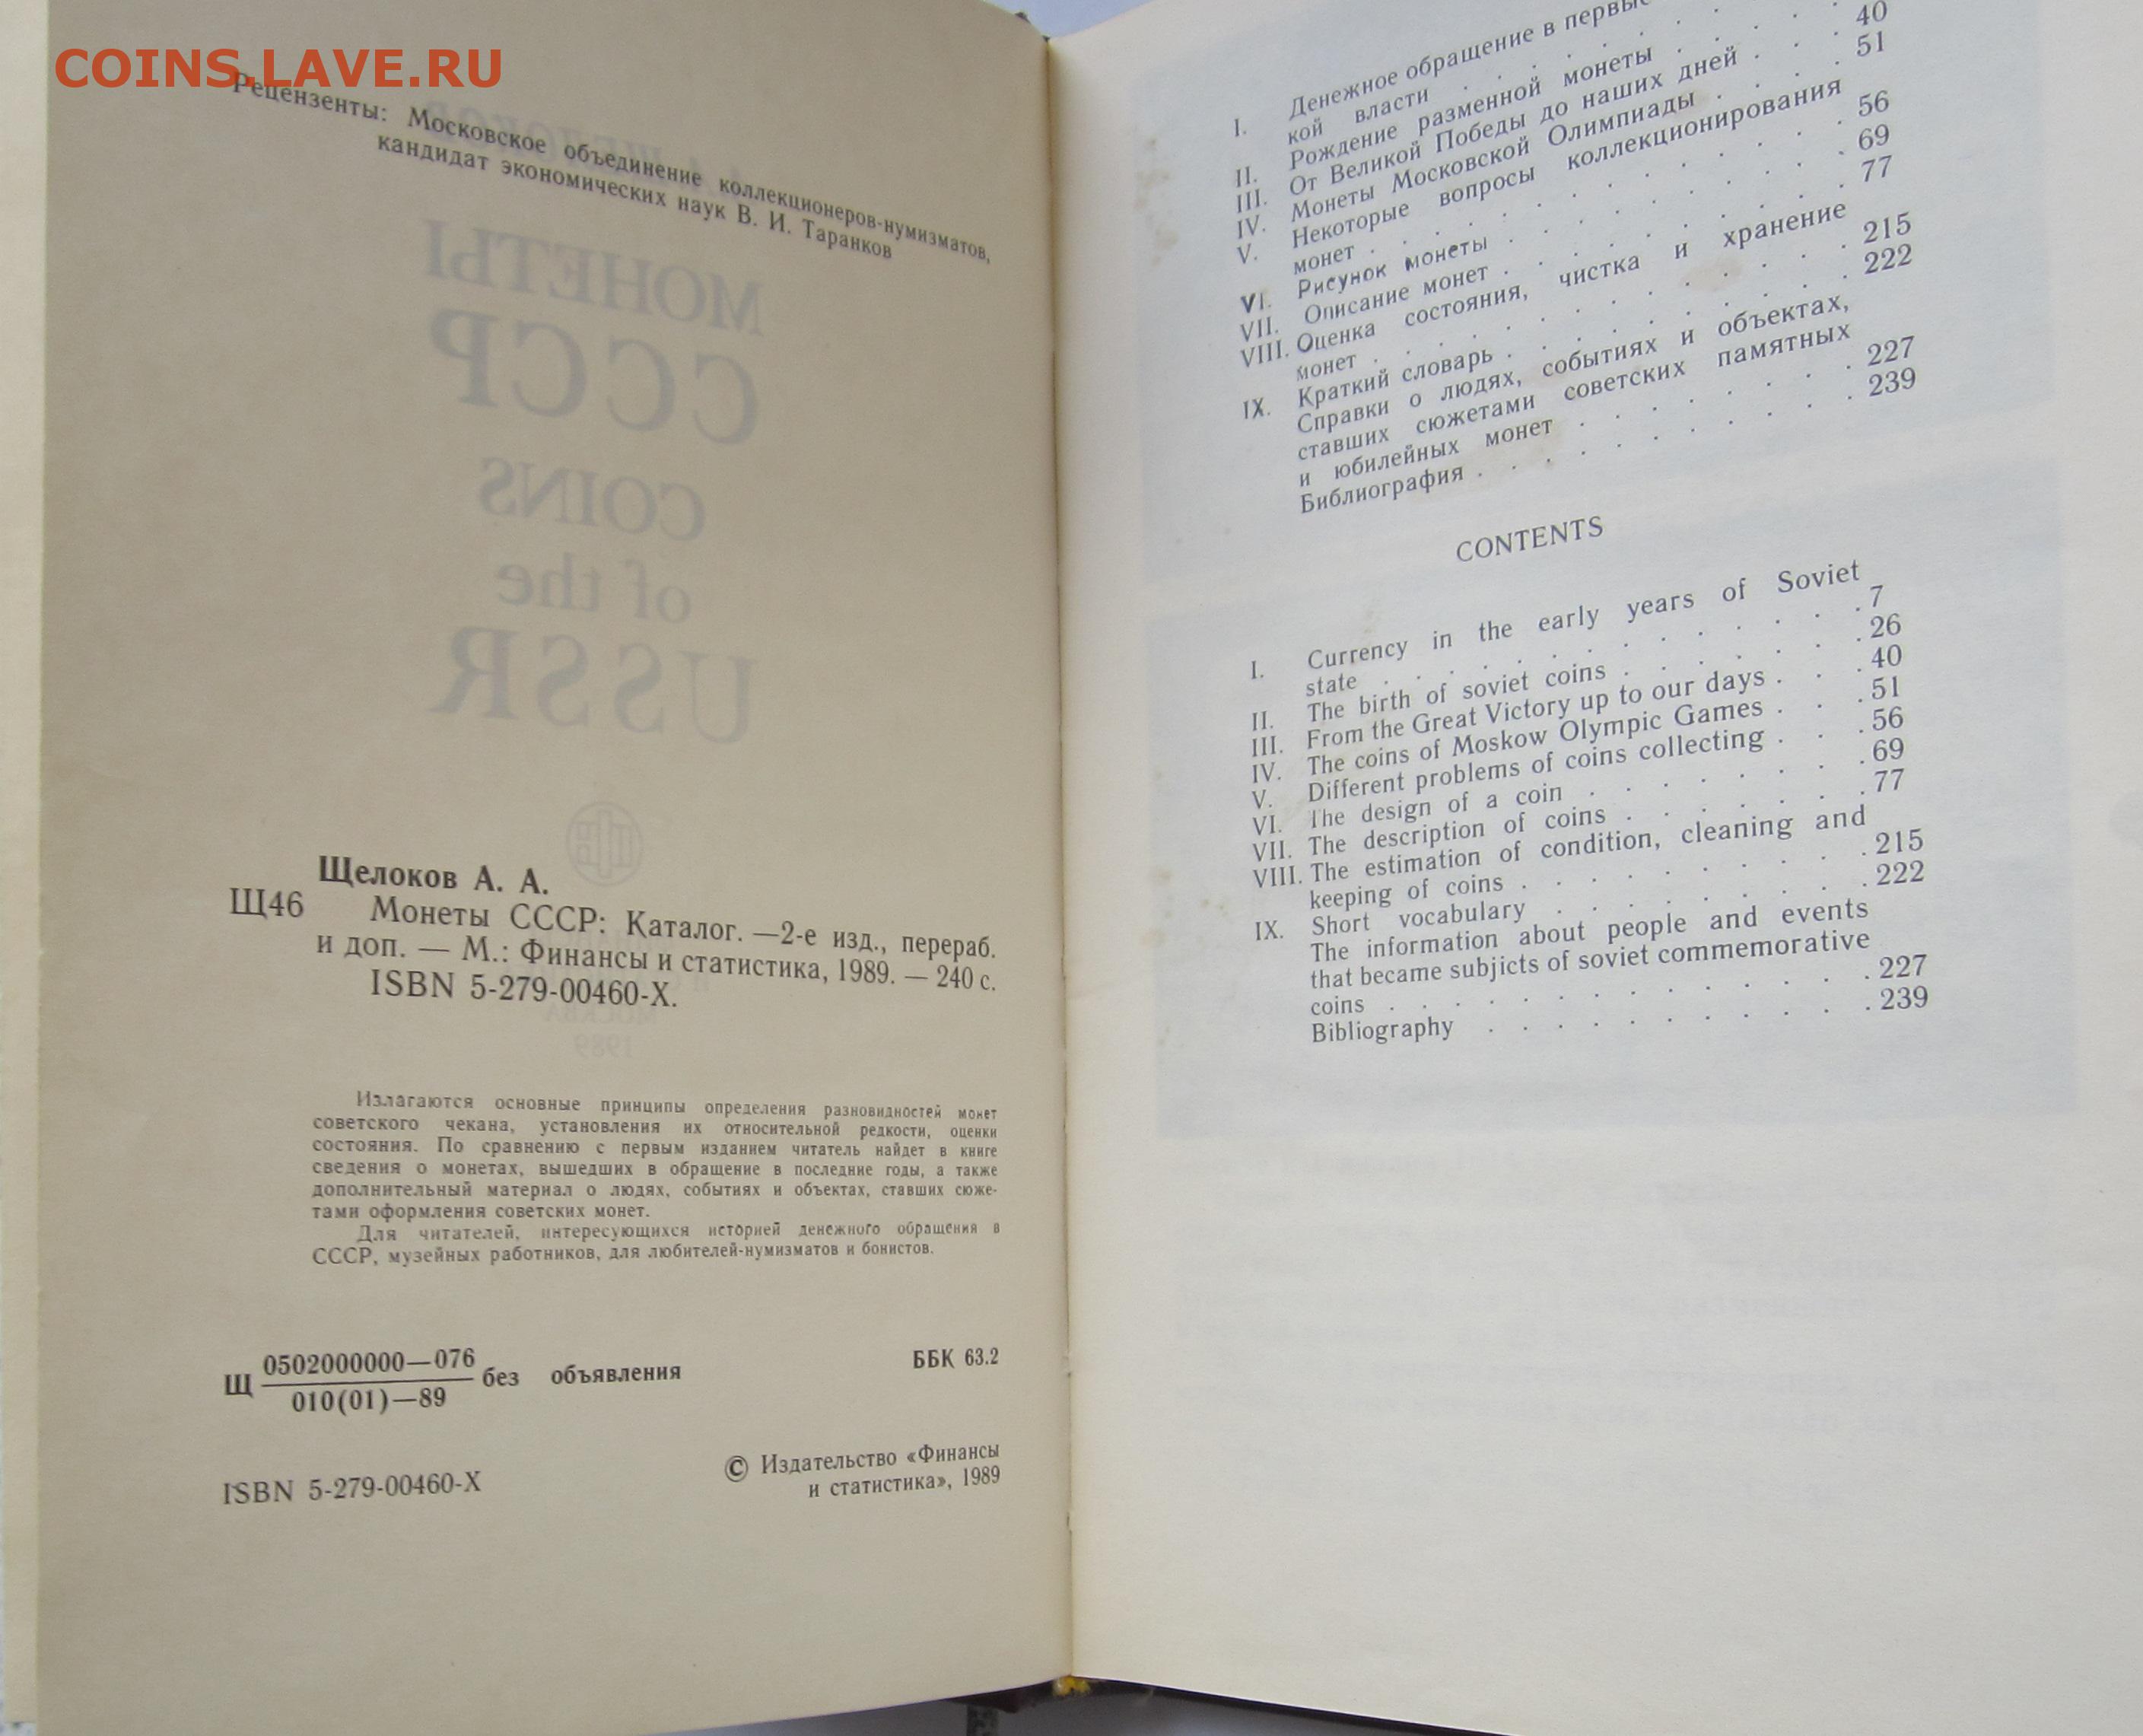 COINS.LAVE.RU
Рецензенты: Московское объединение коллекционеров-нумизматов,
кандидат экономических наук В. И. Таранков
МОНЕТЫ
СССР
COINS
of the
USSR
Щелоков А. А.
Щ46 Монеты СССР: Каталог. —2-е изд., перераб.
и доп. — М.: Финансы и статистика, 1989. — 240 с.
ISBN 5-279-00460-X.
Излагаются основные принципы определения разновидностей монет
советского чекана, установления их относительной редкости, оценки
состояния. По сравнению с первым изданием читатель найдет в книге
сведения о монетах, вышедших в обращение в последние годы, а также
дополнительный материал о людях, событиях и объектах, ставших сюже-
тами оформления советских монет.
Для читателей, интересующихся историей денежного обращения в
СССР, музейных работников, для любителей-нумизматов и бонистов.
Щ 0502000000—076 без объявления ББК 63.2
010(01)—89
ISBN 5-279-00460-X
© Издательство «Финансы
и статистика», 1989
I. Денежное обращение в первые
кой власти . . . . .
II. Рождение разменной монеты . . . . .
III. От Великой Победы до наших дней . . . 40
IV. Монеты Московской Олимпиады . . . . 51
V. Некоторые вопросы коллекционирования
монет . . . . . . . . 56
VI. Рисунок монеты . . . . . . . . 69
VII. Описание монет . . . . . . . . 77
VIII. Оценка состояния, чистка и хранение
монет . . . . . . . . 215
IX. Краткий словарь . . . . . . . . 222
Справки о людях, событиях и объектах,
ставших сюжетами советских памятных
и юбилейных монет . . . . . . . 227
Библиография . . . . . . . . 239
CONTENTS
I. Currency in the early years of Soviet
state . . . . . . . . . . 7
II. The birth of soviet coins . . . . . . 26
III. From the Great Victory up to our days . . . 40
IV. The coins of Moskow Olympic Games . . . 51
V. Different problems of coins collecting . . . 56
VI. The design of a coin . . . . . . . 69
VII. The description of coins . . . . . . 77
VIII. The estimation of condition, cleaning and
keeping of coins . . . . . . . . 215
IX. Short vocabulary . . . . . . . . 222
The information about people and events
that became subjicts of soviet commemorative
coins . . . . . . . . . . 227
Bibliography . . . . . . . . . 239